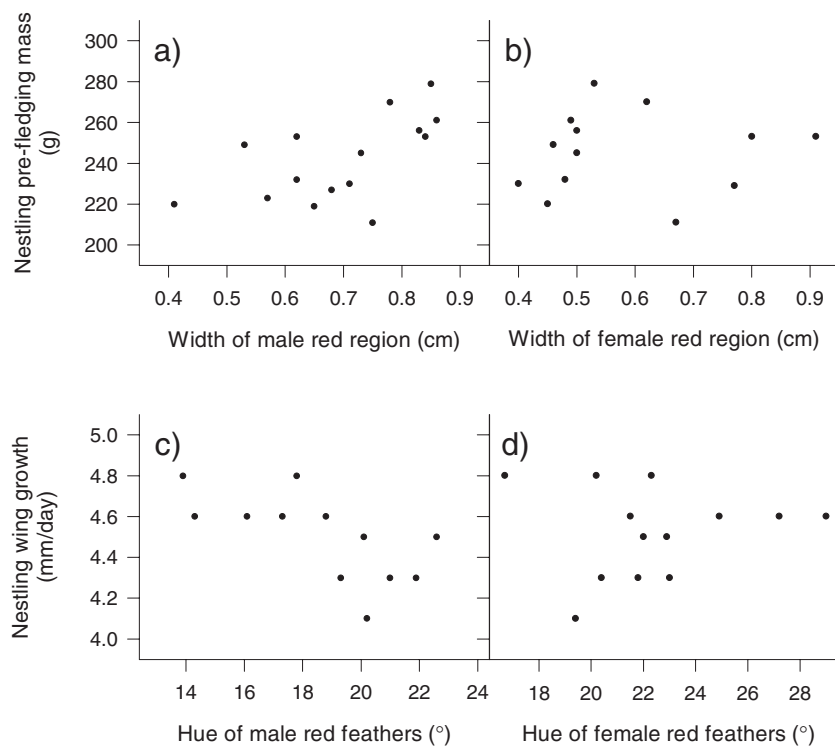 a)
b)
Nestling pre-fledging mass
(g)
300
280
260
240
220
200
0.4 0.5 0.6 0.7 0.8 0.9
0.4 0.5 0.6 0.7 0.8 0.9
Width of male red region (cm)
Width of female red region (cm)
c)
d)
Nestling wing growth
(mm/day)
5.0
4.8
4.6
4.4
4.2
4.0
14 16 18 20 22 24
18 20 22 24 26 28
Hue of male red feathers (°)
Hue of female red feathers (°)